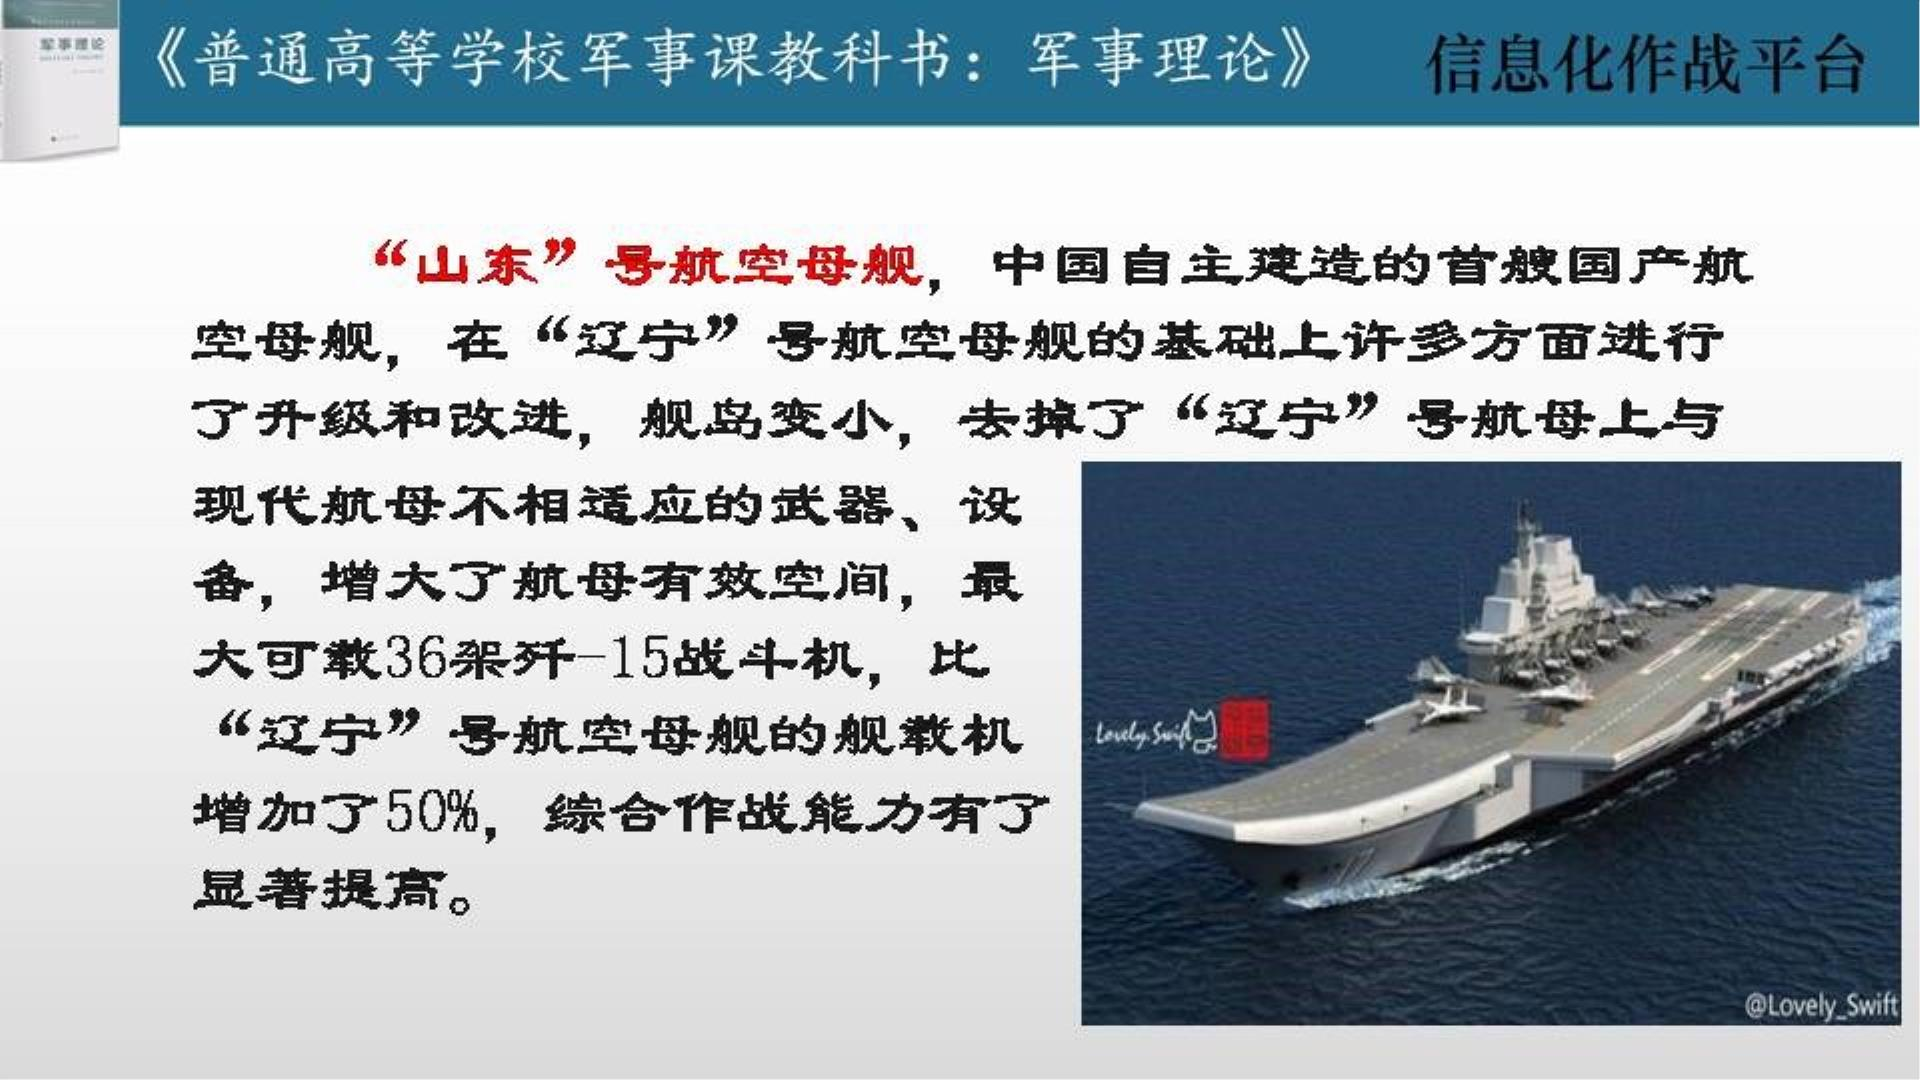 军事理论
《普通高等学校军事课教科书：军事理论》
信息化作战平台
“山东”号航空母舰，中国自主建造的首艘国产航
空母舰，在“辽宁”号航空母舰的基础上许多方面进行
了升级和改进，舰岛变小，去掉了“辽宁”号航母上与
现代航母不相适应的武器、设
备，增大了航母有效空间，最
大可载36架歼-15战斗机，比
“辽宁”号航空母舰的舰载机
增加了50%，综合作战能力有了
显著提高。
Lovely.Swift
17
@Lovely_Swift